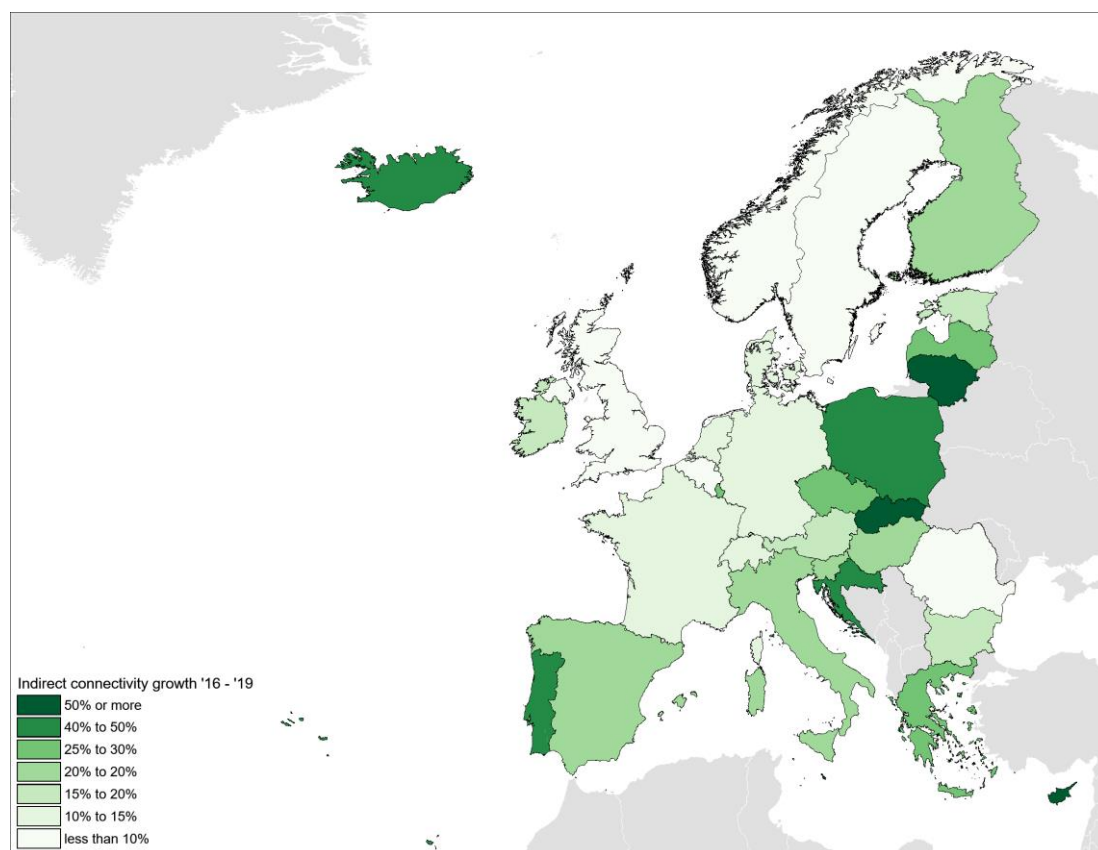 Indirect connectivity growth '16 - '19
50% or more
40% to 50%
25% to 30%
20% to 20%
15% to 20%
10% to 15%
less than 10%